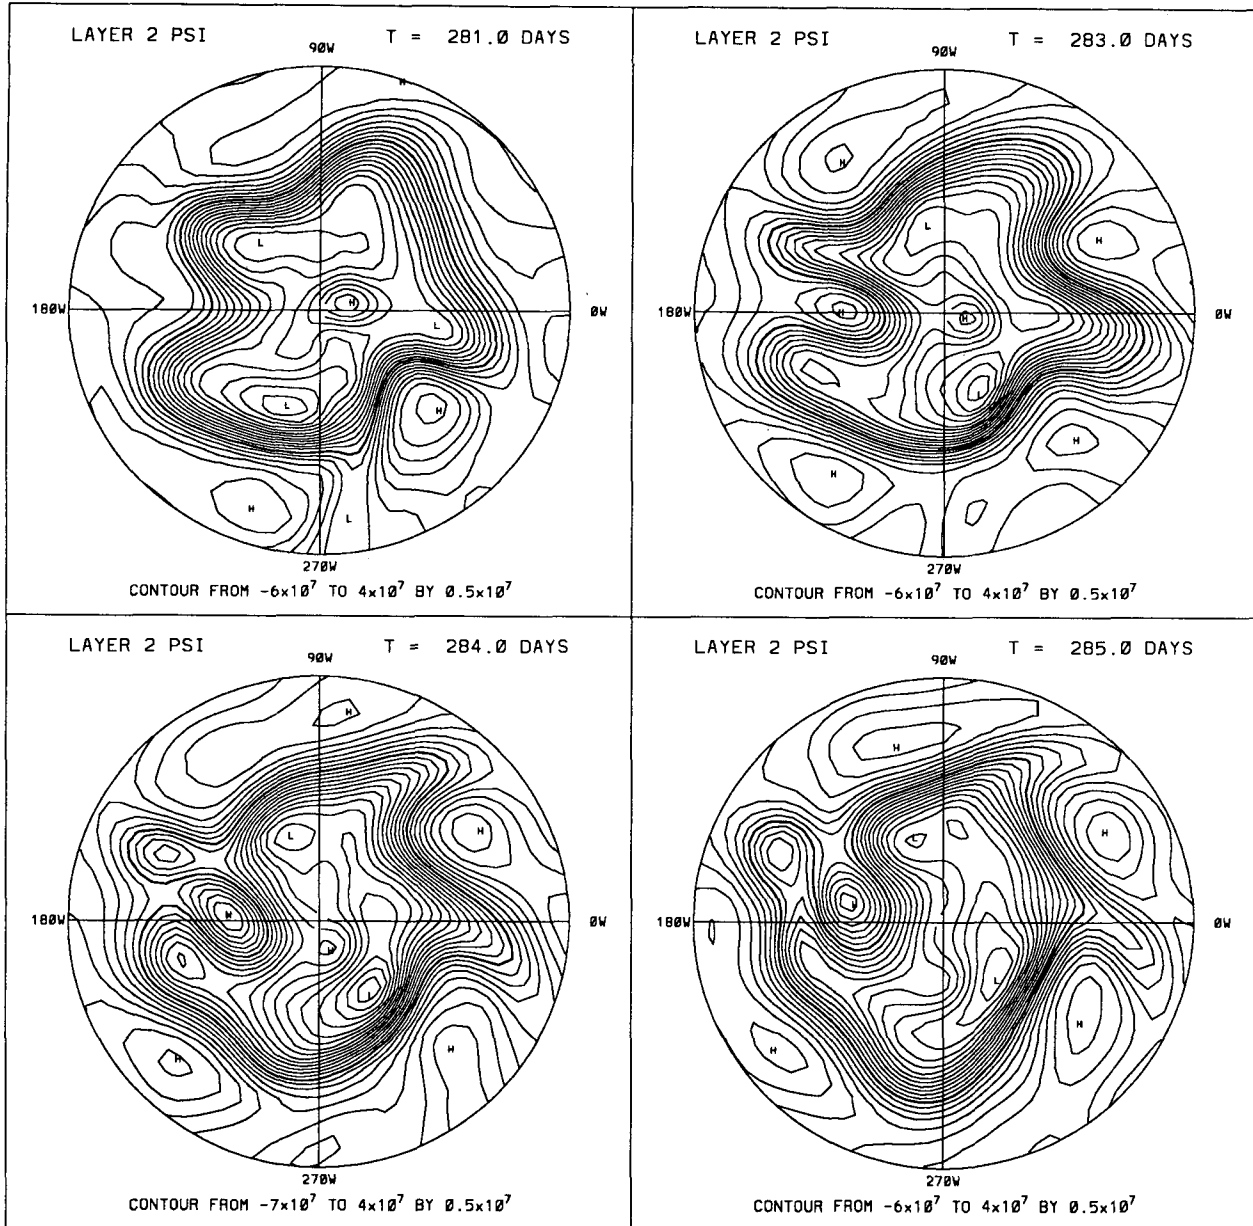 LAYER 2 PSI T = 281.0 DAYS
90W
H
L
H
180W
0W
L
L
H
H
L
270W
CONTOUR FROM -6x10⁷ TO 4x10⁷ BY 0.5x10⁷
LAYER 2 PSI T = 283.0 DAYS
90W
H
L
H
180W
H
H
0W
L
H
H
270W
CONTOUR FROM -6x10⁷ TO 4x10⁷ BY 0.5x10⁷
LAYER 2 PSI T = 284.0 DAYS
90W
H
L
H
H
180W
0W
H
L
H
H
270W
CONTOUR FROM -7x10⁷ TO 4x10⁷ BY 0.5x10⁷
LAYER 2 PSI T = 285.0 DAYS
90W
H
H
L
180W
0W
L
H
H
270W
CONTOUR FROM -6x10⁷ TO 4x10⁷ BY 0.5x10⁷